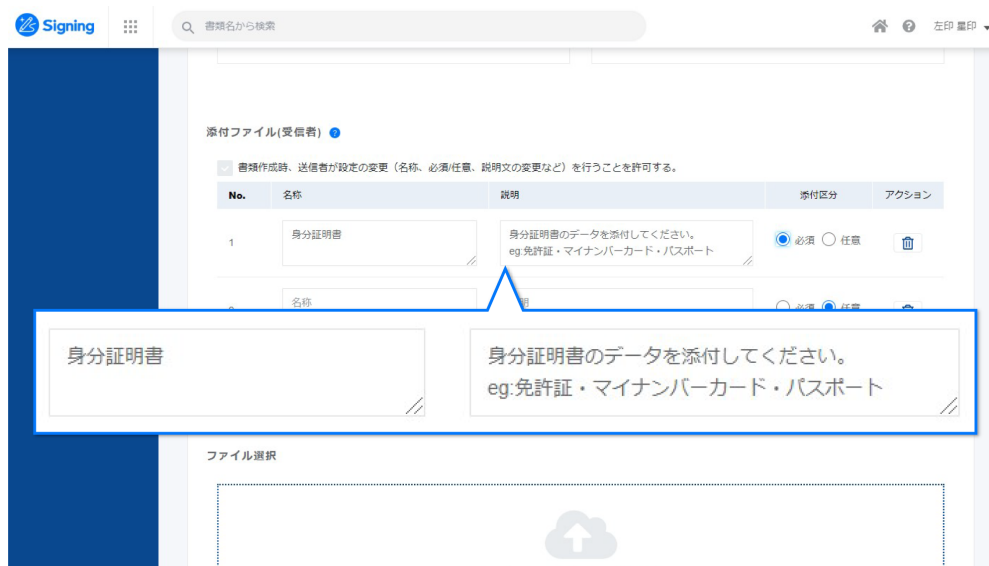 Signing
書類名から検索
左印 星印
添付ファイル(受信者) ?
書類作成時、送信者が設定の変更（名称、必須/任意、説明文の変更など）を行うことを許可する。
No. 名称 説明 添付区分 アクション
1 身分証明書 身分証明書のデータを添付してください。 必須 任意
eg:免許証・マイナンバーカード・パスポート
名称 必須 任意
身分証明書 身分証明書のデータを添付してください。
eg:免許証・マイナンバーカード・パスポート
ファイル選択